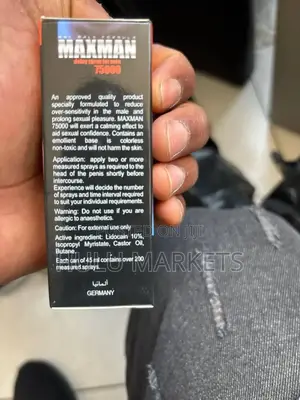 MAXMAN
delay spray for men
75000
An approved quality product
specially formulated to reduce
over-sensitivity in the male and
prolong sexual pleasure. MAXMAN
75000 will exert a calming effect to
aid sexual confidence. Contains an
emollient base is colorless
non-toxic and will not harm the skin.
Application: apply two or more
measured sprays as required to the
head of the penis shortly before
intercourse.
Experience will decide the number
of sprays and time interval required
to suit your individual requirements.
Warning: Do not use if you are
allergic to anaesthetics.
Caution: For external use only
Active ingredient: Lidocain 10%,
Isopropyl Myristate, Castor Oil,
Butane
Each can of 45 ml contains over 200
measured sprays.
ألمانيا
GERMANY
LULU MARKETS